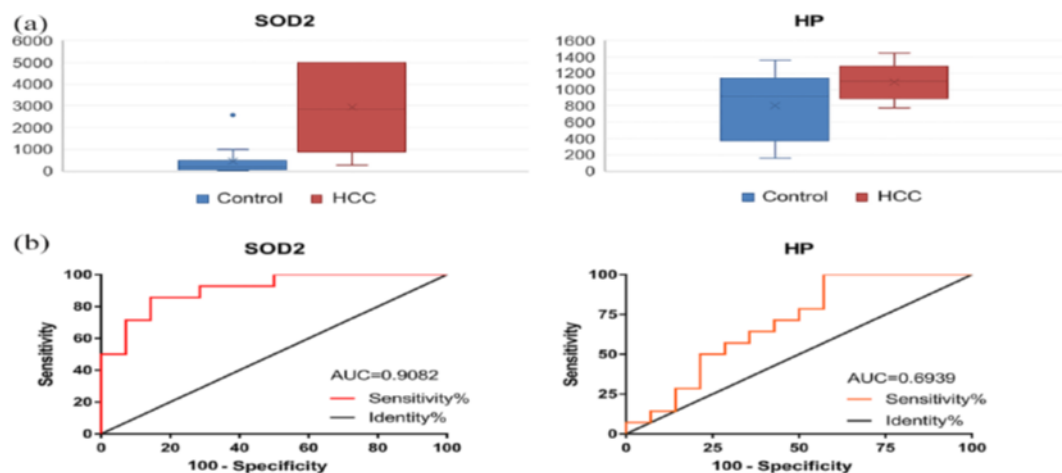 (a)
SOD2
6000
5000
4000
3000
2000
1000
0
Control HCC
HP
1600
1400
1200
1000
800
600
400
200
0
Control HCC
(b)
SOD2
Sensitivity
100
80
60
40
20
0
AUC=0.9082
Sensitivity%
Identity%
0 20 40 60 80 100
100 - Specificity
HP
Sensitivity
100
75
50
25
0
AUC=0.6939
Sensitivity%
Identity%
0 25 50 75 100
100 - Specificity